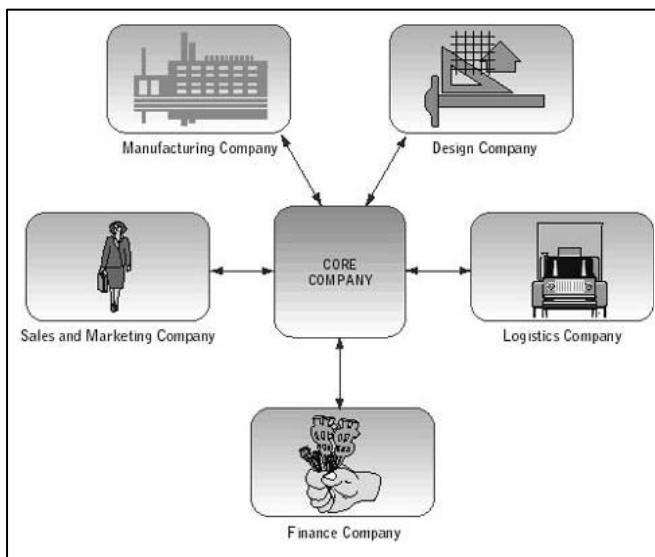 Manufacturing Company
Design Company
CORE
COMPANY
Sales and Marketing Company
Logistics Company
Finance Company